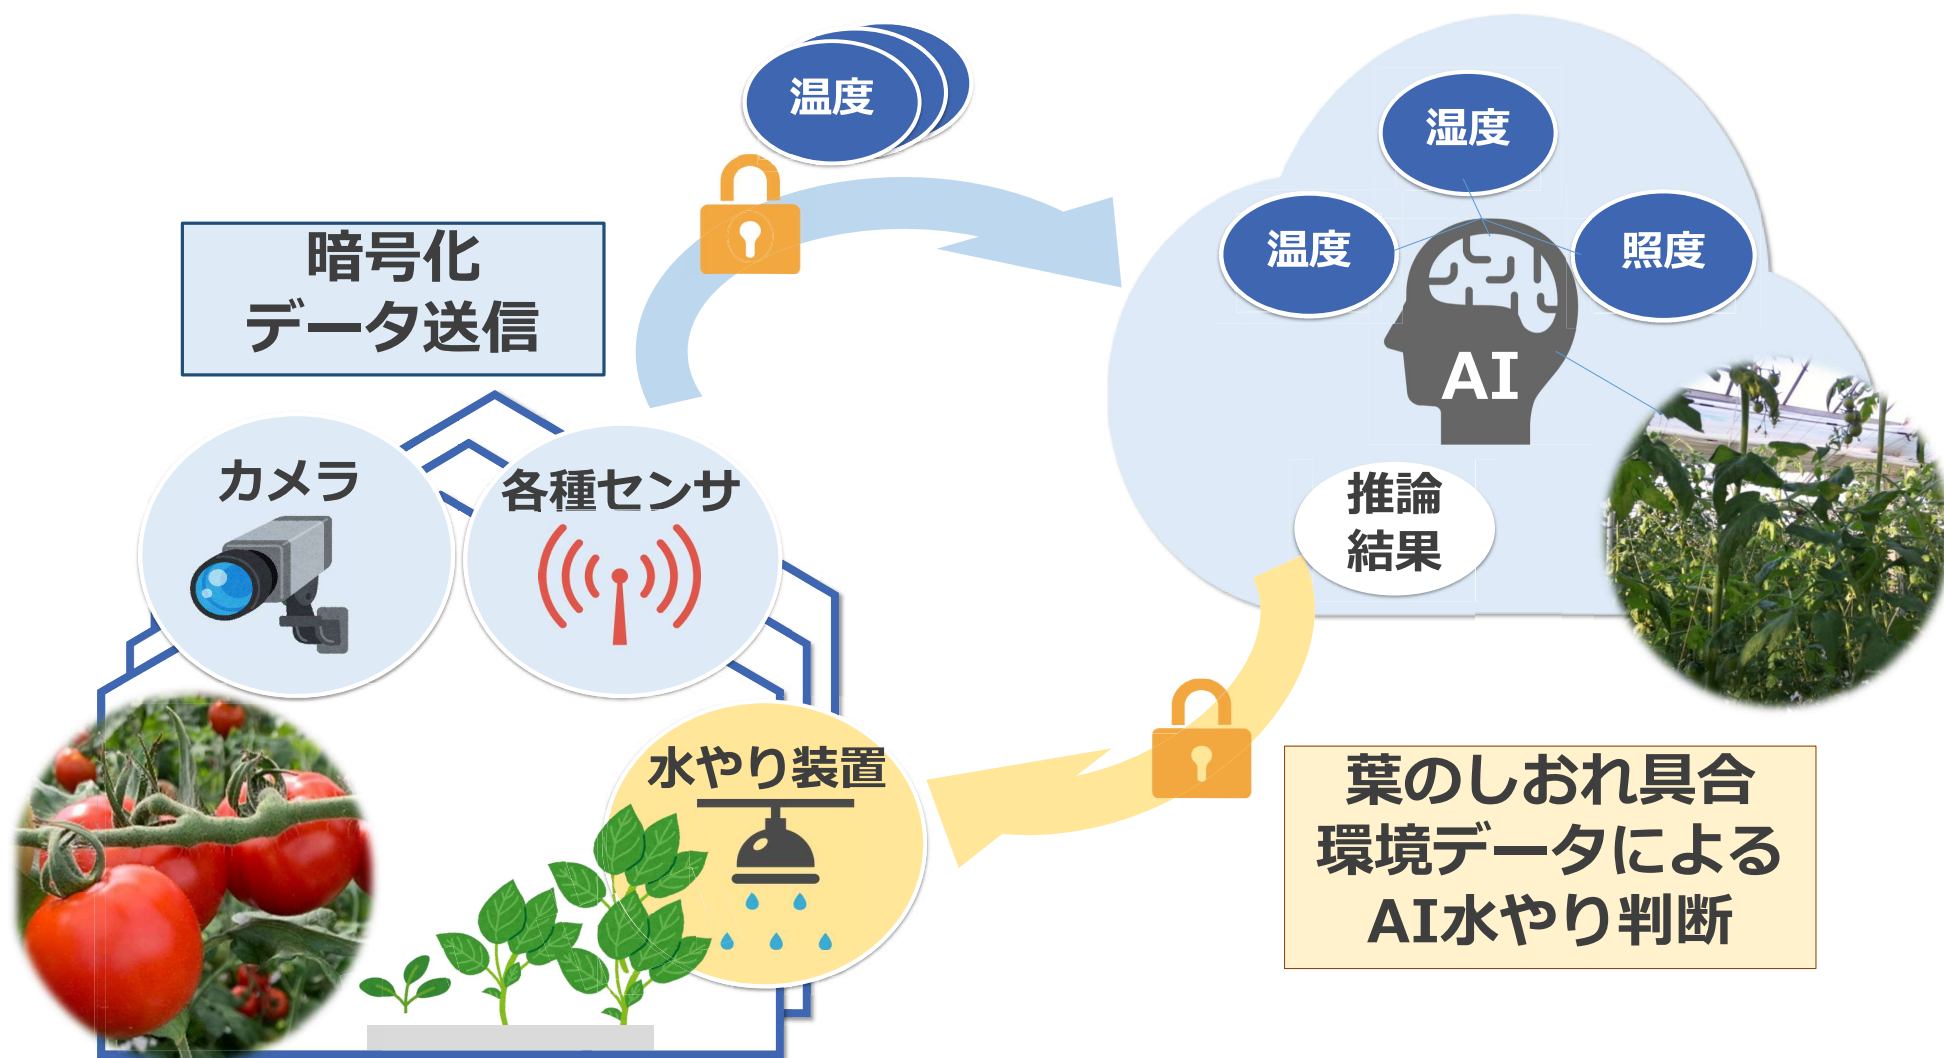 温度
湿度
温度
照度
AI
暗号化
データ送信
カメラ
各種センサ
推論
結果
水やり装置
葉のしおれ具合
環境データによる
AI水やり判断